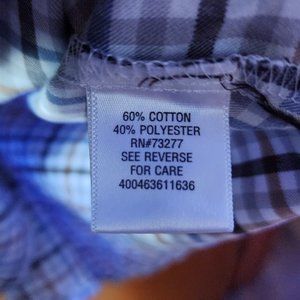 60% COTTON
40% POLYESTER
RN#73277
SEE REVERSE
FOR CARE
400463611636